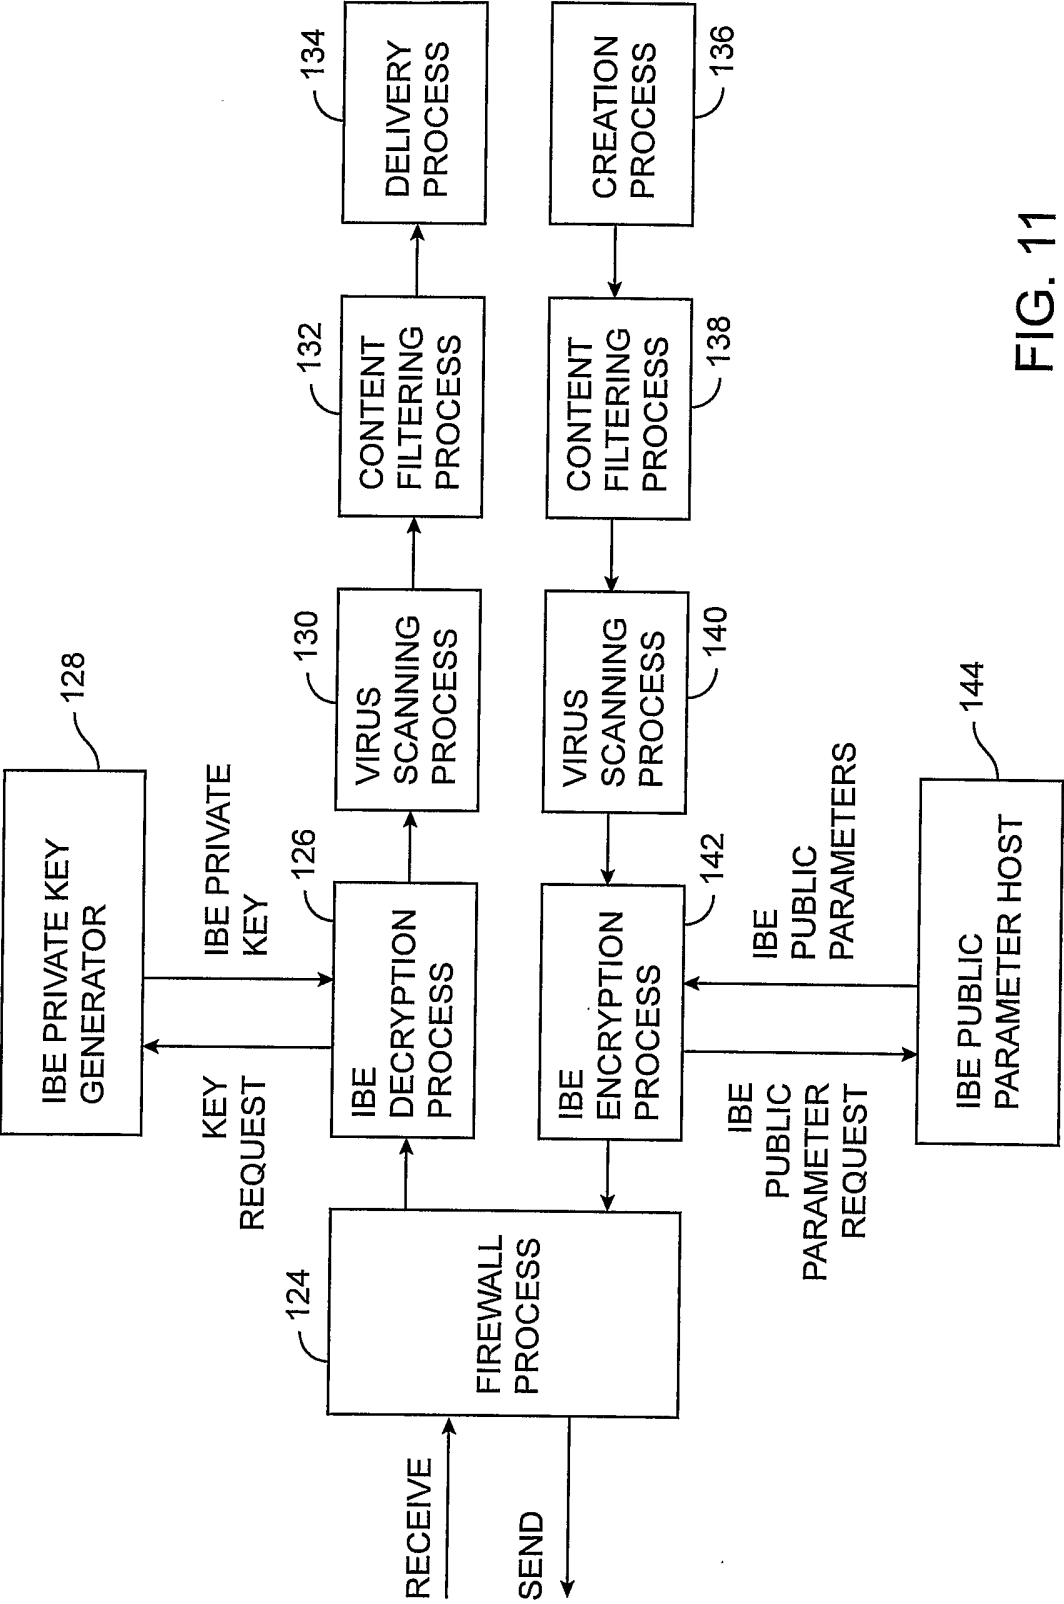 128
IBE PRIVATE KEY
GENERATOR
KEY
REQUEST
IBE PRIVATE
KEY
124
126
130
132
134
RECEIVE
SEND
FIREWALL
PROCESS
IBE
DECRYPTION
PROCESS
VIRUS
SCANNING
PROCESS
CONTENT
FILTERING
PROCESS
DELIVERY
PROCESS
IBE
ENCRYPTION
PROCESS
VIRUS
SCANNING
PROCESS
CONTENT
FILTERING
PROCESS
CREATION
PROCESS
142
140
138
136
IBE
PUBLIC
PARAMETER
REQUEST
IBE
PUBLIC
PARAMETERS
144
IBE PUBLIC
PARAMETER HOST
FIG. 11